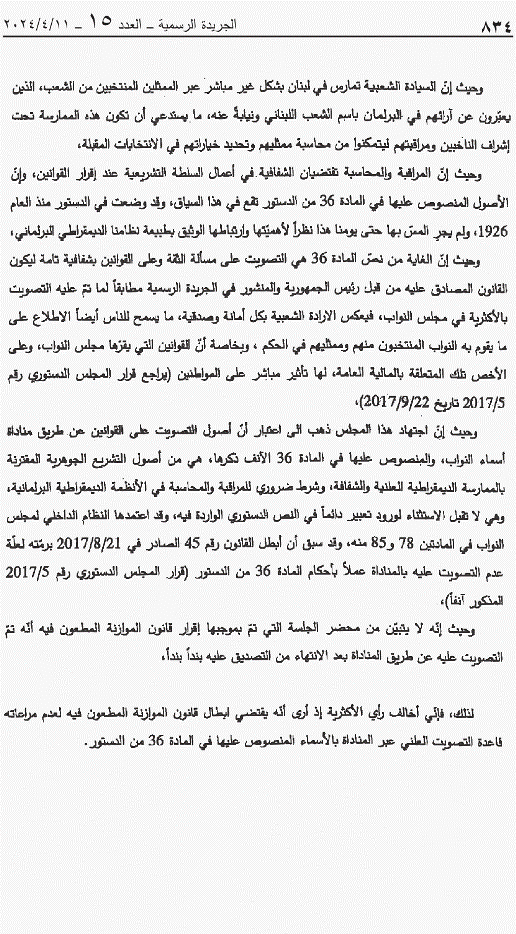 ٨٣٤
الجريدة الرسمية ـ العدد ١٥ ـ ٢٠٢٤/٤/١١
وحيث إنّ السيادة الشعبية تمارس في لبنان بشكل غير مباشر عبر الممثلين المنتخبين من الشعب، الذين
يعبّرون عن آرائهم في البرلمان باسم الشعب اللبناني ونيابةً عنه، ما يستدعي أن تكون هذه الممارسة تحت
إشراف الناخبين ومراقبتهم ليتمكنوا من محاسبة ممثليهم وتحديد خياراتهم في الانتخابات المقبلة،
وحيث إنّ المراقبة والمحاسبة تقتضيان الشفافية في أعمال السلطة التشريعية عند إقرار القوانين، وإنّ
الأصول المنصوص عليها في المادة 36 من الدستور تقع في هذا السياق، وقد وضعت في الدستور منذ العام
1926، ولم يجرِ المسّ بها حتى يومنا هذا نظراً لأهميّتها وإرتباطها الوثيق بطبيعة نظامنا الديمقراطي البرلماني،
وحيث إنّ الغاية من نصّ المادة 36 هي التصويت على مسألة الثقة وعلى القوانين بشفافية تامة ليكون
القانون المصادق عليه من قبل رئيس الجمهورية والمنشور في الجريدة الرسمية مطابقاً لما تمّ عليه التصويت
بالأكثرية في مجلس النواب، فيعكس الارادة الشعبية بكل أمانة وصدقية، ما يسمح للناس أيضاً الاطلاع على
ما يقوم به النواب المنتخبون منهم وممثليهم في الحكم ، وبخاصة أنّ القوانين التي يقرّها مجلس النواب، وعلى
الأخص تلك المتعلقة بالمالية العامة، لها تأثير مباشر على المواطنين (يراجع قرار المجلس الدستوري رقم
2017/5 تاريخ 2017/9/22)،
وحيث إنّ اجتهاد هذا المجلس ذهب الى اعتبار أنّ أصول التصويت على القوانين عن طريق مناداة
أسماء النواب، والمنصوص عليها في المادة 36 الآنف ذكرها، هي من أصول التشريع الجوهرية المقترنة
بالممارسة الديمقراطية العلنية والشفافة، وشرط ضروري للمراقبة والمحاسبة في الأنظمة الديمقراطية البرلمانية،
وهي لا تقبل الاستثناء لورود تعبير دائماً في النص الدستوري الواردة فيه، وقد اعتمدها النظام الداخلي لمجلس
النواب في المادتين 78 و85 منه، وقد سبق أن أبطل القانون رقم 45 الصادر في 2017/8/21 برمّته لعلّة
عدم التصويت عليه بالمناداة عملاً بأحكام المادة 36 من الدستور (قرار المجلس الدستوري رقم 2017/5
المذكور آنفاً)،
وحيث إنّه لا يتبيّن من محضر الجلسة التي تمّ بموجبها إقرار قانون الموازنة المطعون فيه أنّه تمّ
التصويت عليه عن طريق المناداة بعد الانتهاء من التصديق عليه بنداً بنداً،
لذلك، فإنّي أخالف رأي الأكثرية إذ أرى أنّه يقتضي ابطال قانون الموازنة المطعون فيه لعدم مراعاته
قاعدة التصويت العلني عبر المناداة بالأسماء المنصوص عليها في المادة 36 من الدستور.